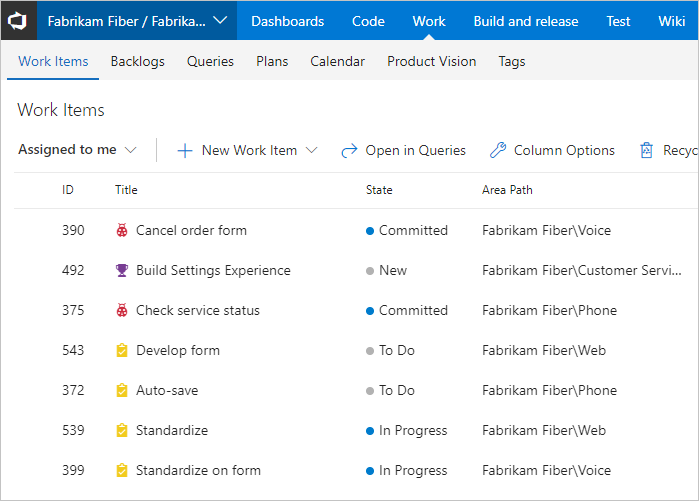 Fabrikam Fiber / Fabrika... Dashboards Code Work Build and release Test Wiki
Work Items Backlogs Queries Plans Calendar Product Vision Tags
Work Items
Assigned to me New Work Item Open in Queries Column Options Recyc
ID Title State Area Path
390 Cancel order form Committed Fabrikam Fiber\Voice
492 Build Settings Experience New Fabrikam Fiber\Customer Servi...
375 Check service status Committed Fabrikam Fiber\Phone
543 Develop form To Do Fabrikam Fiber\Web
372 Auto-save To Do Fabrikam Fiber\Phone
539 Standardize In Progress Fabrikam Fiber\Web
399 Standardize on form In Progress Fabrikam Fiber\Voice